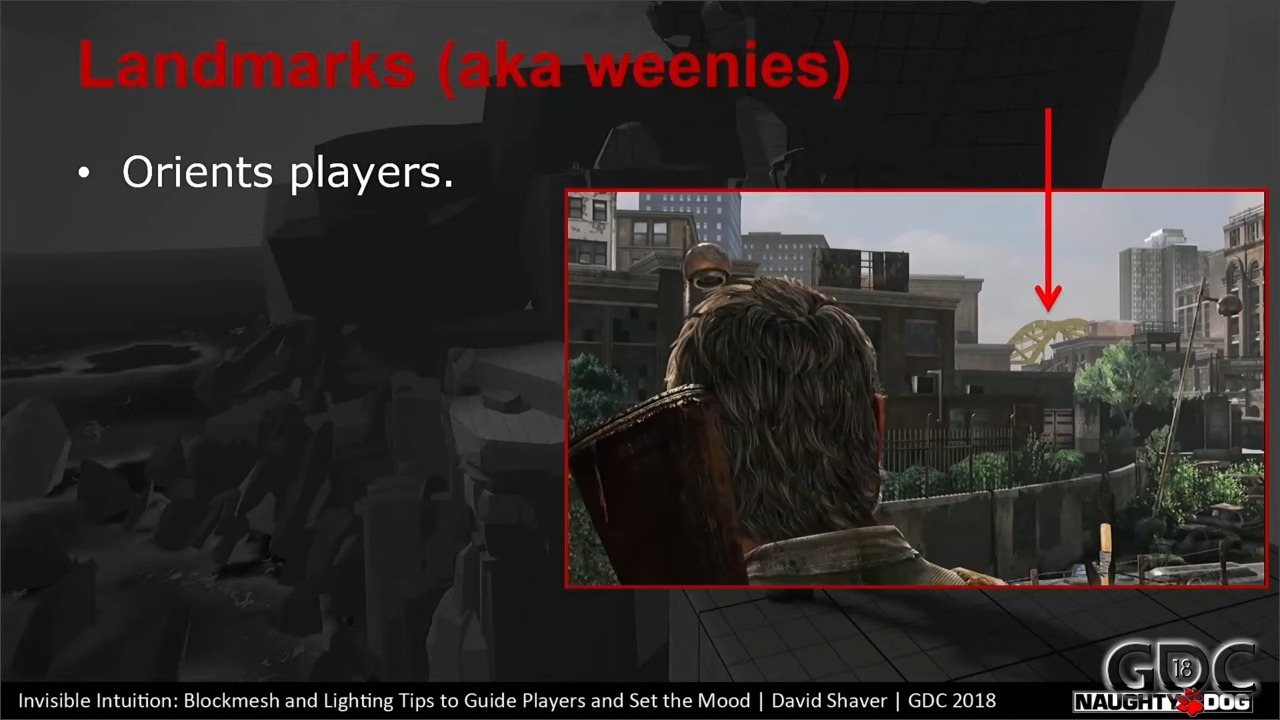 Landmarks (aka weenies)
• Orients players.
GDC
18
NAUGHTY DOG
Invisible Intuition: Blockmesh and Lighting Tips to Guide Players and Set the Mood | David Shaver | GDC 2018